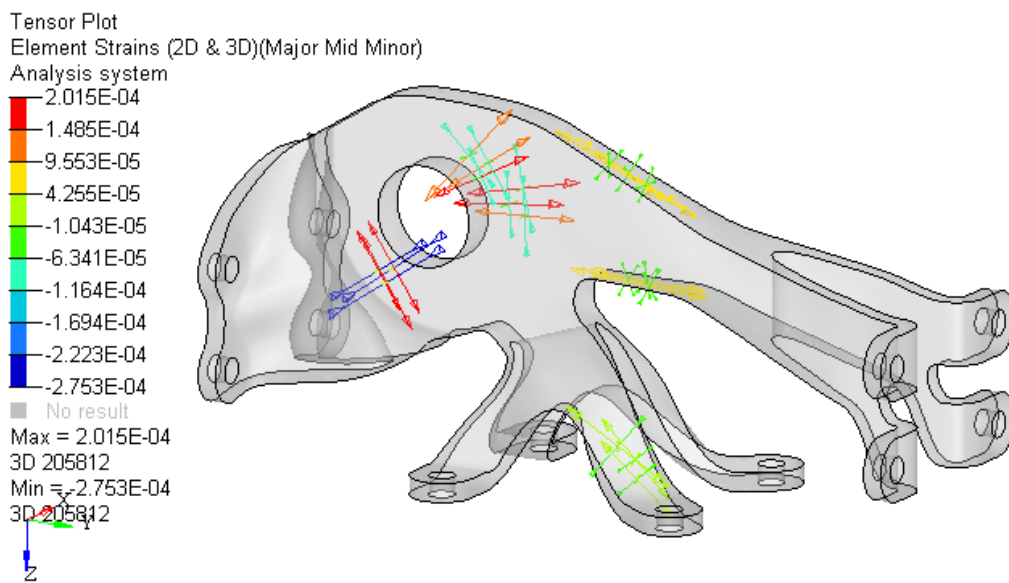 Tensor Plot
Element Strains (2D & 3D)(Major Mid Minor)
Analysis system
2.015E-04
1.485E-04
9.553E-05
4.255E-05
-1.043E-05
-6.341E-05
-1.164E-04
-1.694E-04
-2.223E-04
-2.753E-04
No result
Max = 2.015E-04
3D 205812
Min = -2.753E-04
3D 205812
X
Y
Z